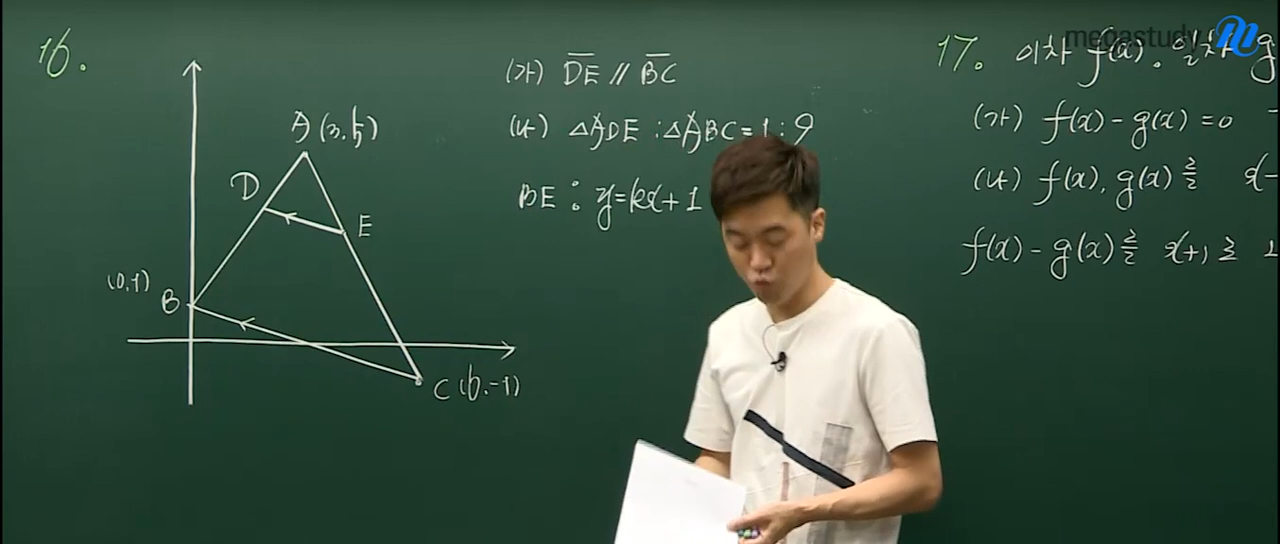 16.
A(3,5)
D
E
(0,1)
B
C(6.-1)
(가) DE // BC
(나) △ADE : △ABC = 1 : 9
BE : y=kx+1
megastudy
17. 이차 f(x). 일차 g
(가) f(x)-g(x)=0
(나) f(x), g(x)를 x-
f(x)-g(x)를 x+1로